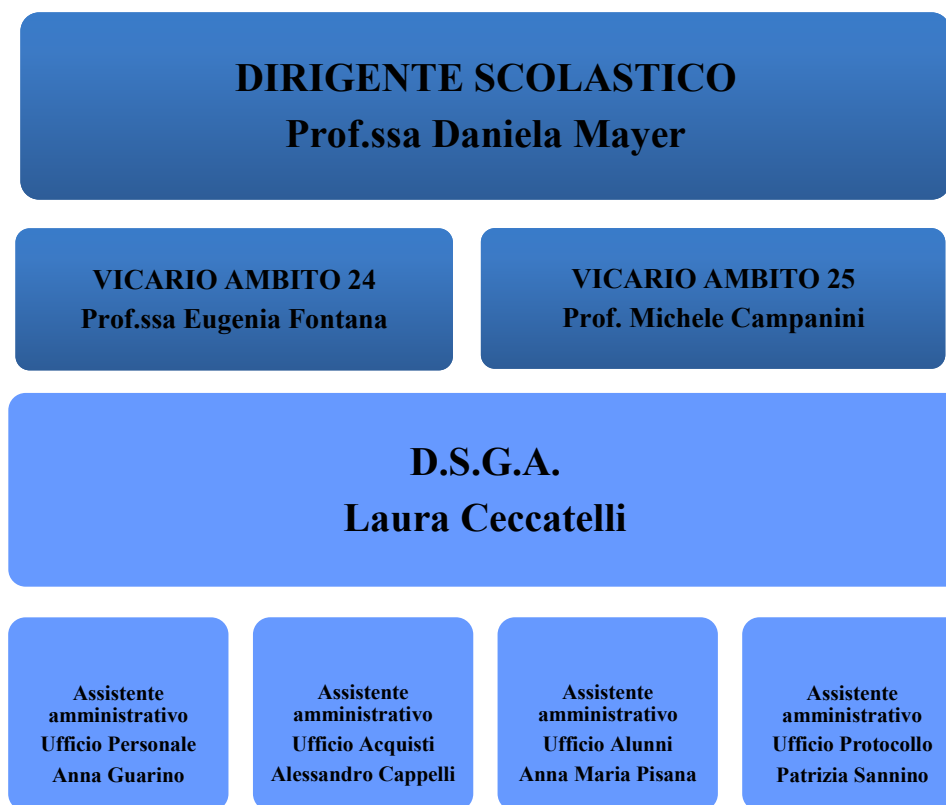 DIRIGENTE SCOLASTICO
Prof.ssa Daniela Mayer
VICARIO AMBITO 24
Prof.ssa Eugenia Fontana
VICARIO AMBITO 25
Prof. Michele Campanini
D.S.G.A.
Laura Ceccatelli
Assistente
amministrativo
Ufficio Personale
Anna Guarino
Assistente
amministrativo
Ufficio Acquisti
Alessandro Cappelli
Assistente
amministrativo
Ufficio Alunni
Anna Maria Pisana
Assistente
amministrativo
Ufficio Protocollo
Patrizia Sannino